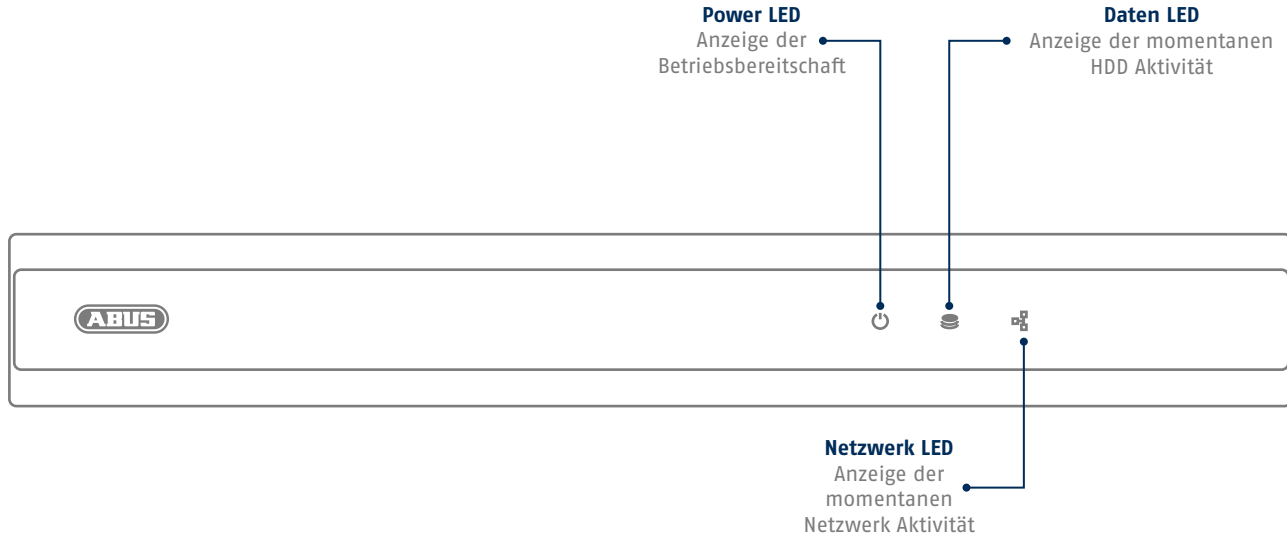 Power LED
Anzeige der
Betriebsbereitschaft
Daten LED
Anzeige der momentanen
HDD Aktivität
ABUS
Netzwerk LED
Anzeige der
momentanen
Netzwerk Aktivität